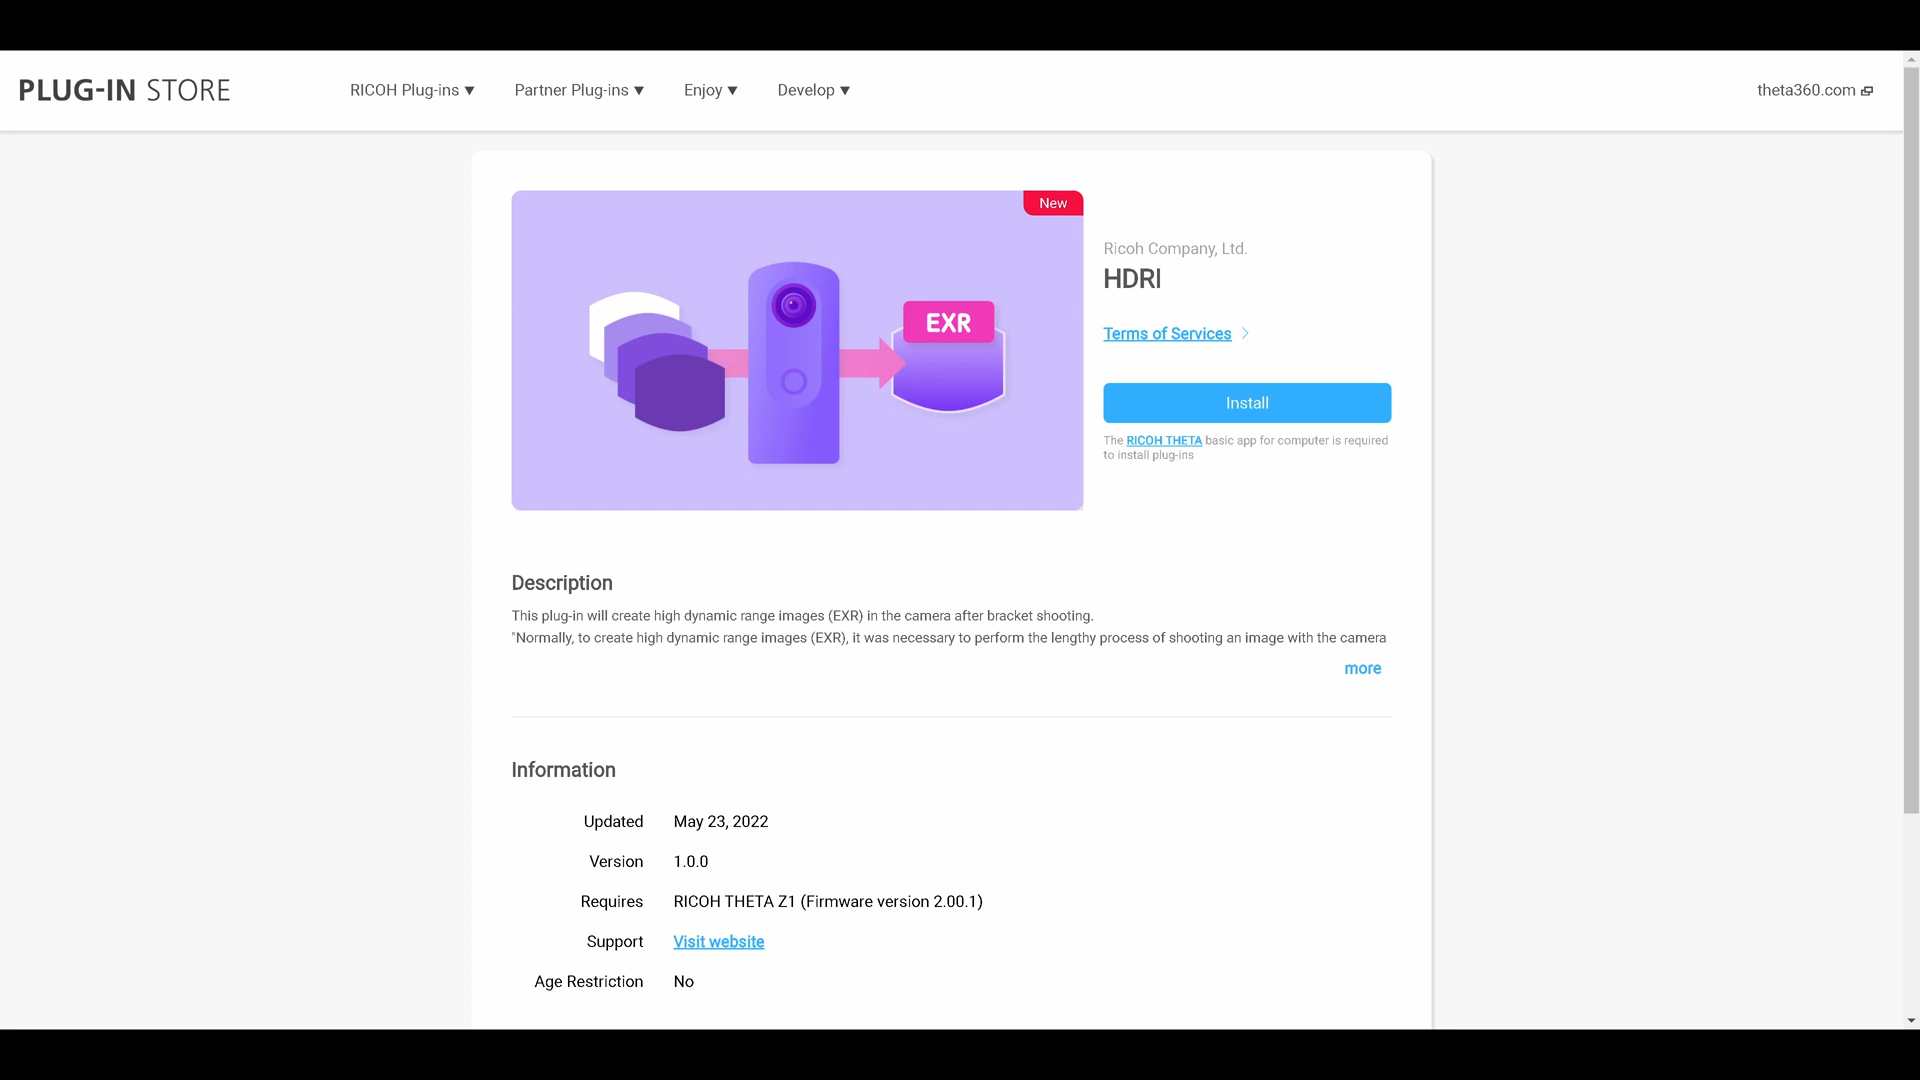 PLUG-IN STORE
RICOH Plug-ins ▼
Partner Plug-ins ▼
Enjoy ▼
Develop ▼
theta360.com
New
EXR
Ricoh Company, Ltd.
HDRI
Terms of Services
Install
The RICOH THETA basic app for computer is required
to install plug-ins
Description
This plug-in will create high dynamic range images (EXR) in the camera after bracket shooting.
"Normally, to create high dynamic range images (EXR), it was necessary to perform the lengthy process of shooting an image with the camera
more
Information
Updated May 23, 2022
Version 1.0.0
Requires RICOH THETA Z1 (Firmware version 2.00.1)
Support Visit website
Age Restriction No